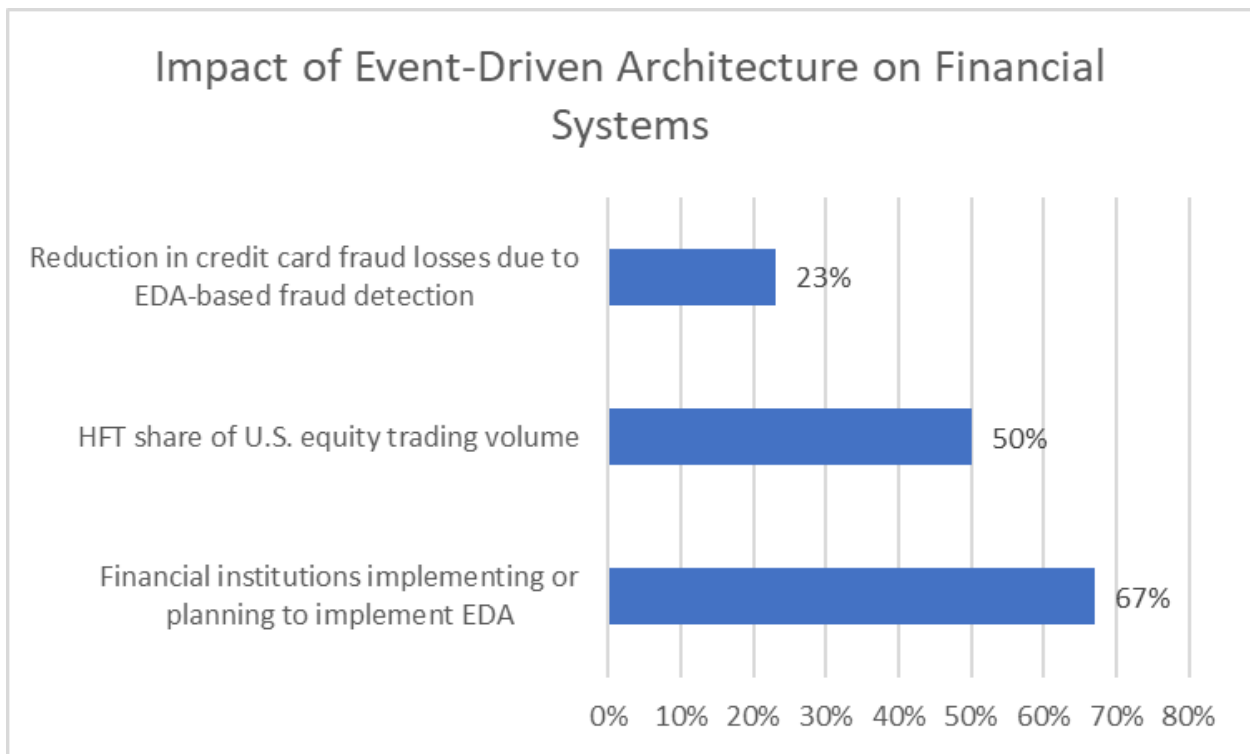 Impact of Event-Driven Architecture on Financial
Systems
Reduction in credit card fraud losses due to
EDA-based fraud detection
23%
HFT share of U.S. equity trading volume
50%
Financial institutions implementing or
planning to implement EDA
67%
0% 10% 20% 30% 40% 50% 60% 70% 80%